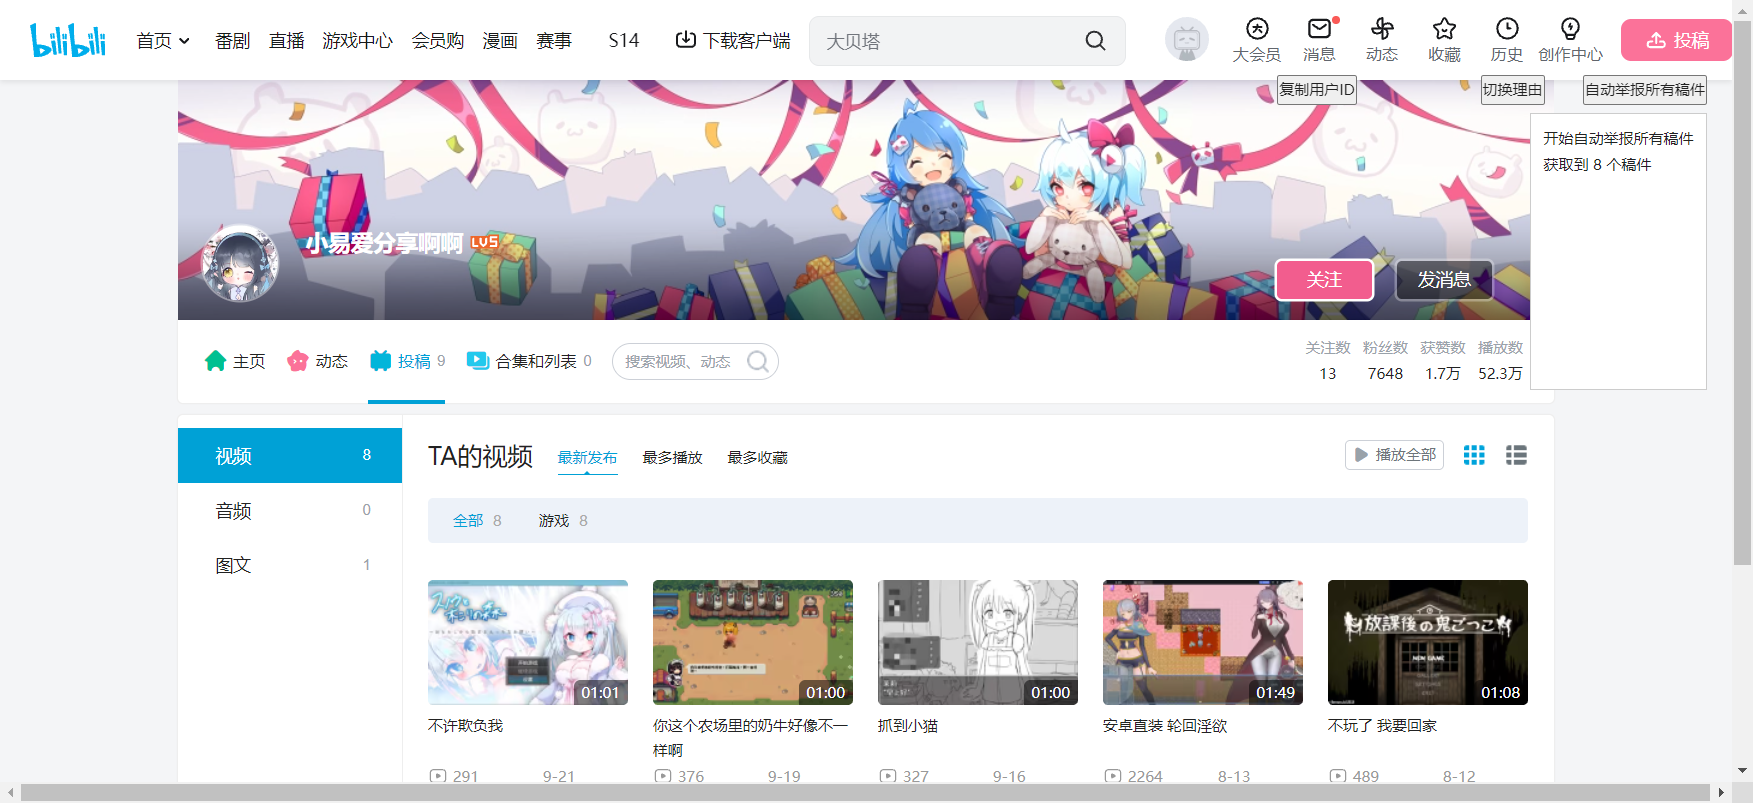 bilibili
首页
番剧
直播
游戏中心
会员购
漫画
赛事
S14
下载客户端
大贝塔
大会员
消息
动态
收藏
历史
创作中心
投稿
复制用户ID
切换理由
自动举报所有稿件
开始自动举报所有稿件
获取到 8 个稿件
小易爱分享啊啊 LV5
关注
发消息
主页
动态
投稿 9
合集和列表 0
搜索视频、动态
关注数 粉丝数 获赞数 播放数
13 7648 1.7万 52.3万
视频 8
音频 0
图文 1
TA的视频
最新发布
最多播放
最多收藏
播放全部
全部 8
游戏 8
01:01
01:00
01:00
01:49
放課後の鬼ごっこ
NEW GAME
01:08
不许欺负我
291 9-21
你这个农场里的奶牛好像不一
样啊
376 9-19
抓到小猫
327 9-16
安卓直装 轮回淫欲
2264 8-13
不玩了 我要回家
489 8-12